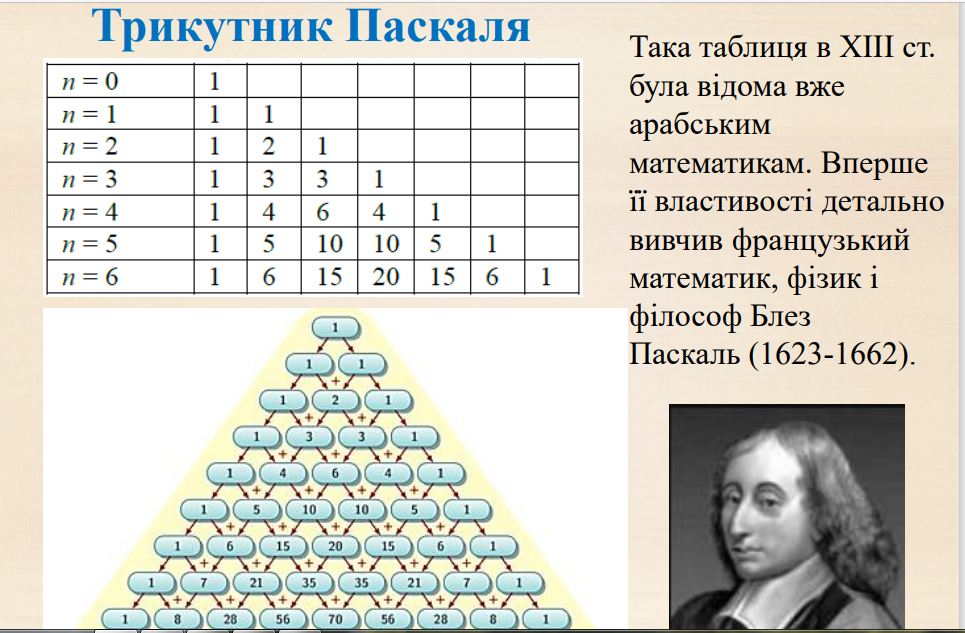 Трикутник Паскаля
n = 0 1
n = 1 1 1
n = 2 1 2 1
n = 3 1 3 3 1
n = 4 1 4 6 4 1
n = 5 1 5 10 10 5 1
n = 6 1 6 15 20 15 6 1
Така таблиця в XIII ст.
була відома вже
арабським
математикам. Вперше
її властивості детально
вивчив французький
математик, фізик і
філософ Блез
Паскаль (1623-1662).
1
1 1
+
1 2 1
+ +
1 3 3 1
+ + +
1 4 6 4 1
+ + + +
1 5 10 10 5 1
+ + + + +
1 6 15 20 15 6 1
+ + + + + +
1 7 21 35 35 21 7 1
+ + + + + + +
1 8 28 56 70 56 28 8 1